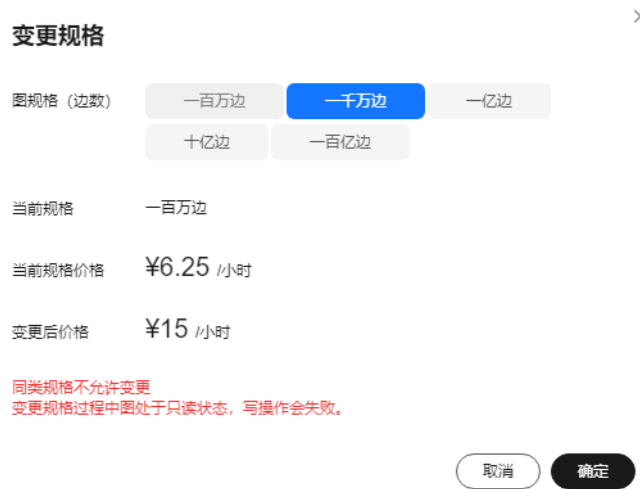 变更规格
图规格（边数） 一百万边 一千万边 一亿边
十亿边 一百亿边
当前规格 一百万边
当前规格价格 ¥6.25 /小时
变更后价格 ¥15 /小时
同类规格不允许变更
变更规格过程中图处于只读状态，写操作会失败。
取消 确定